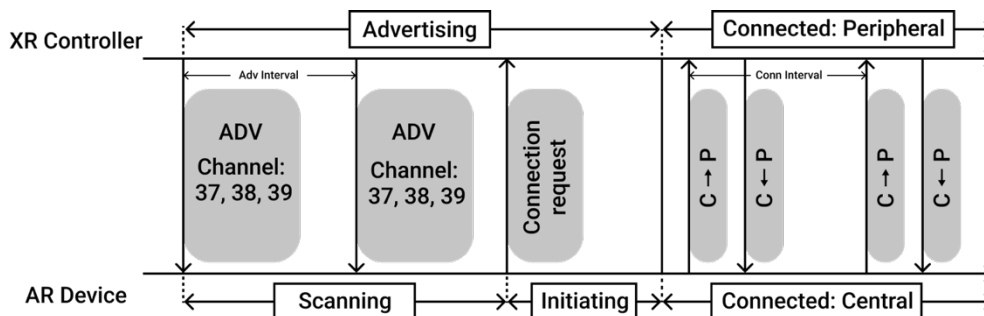 Advertising
Connected: Peripheral
XR Controller
Adv Interval
Conn Interval
ADV
Channel:
37, 38, 39
ADV
Channel:
37, 38, 39
Connection
request
C → P
C ← P
C → P
C ← P
AR Device
Scanning
Initiating
Connected: Central